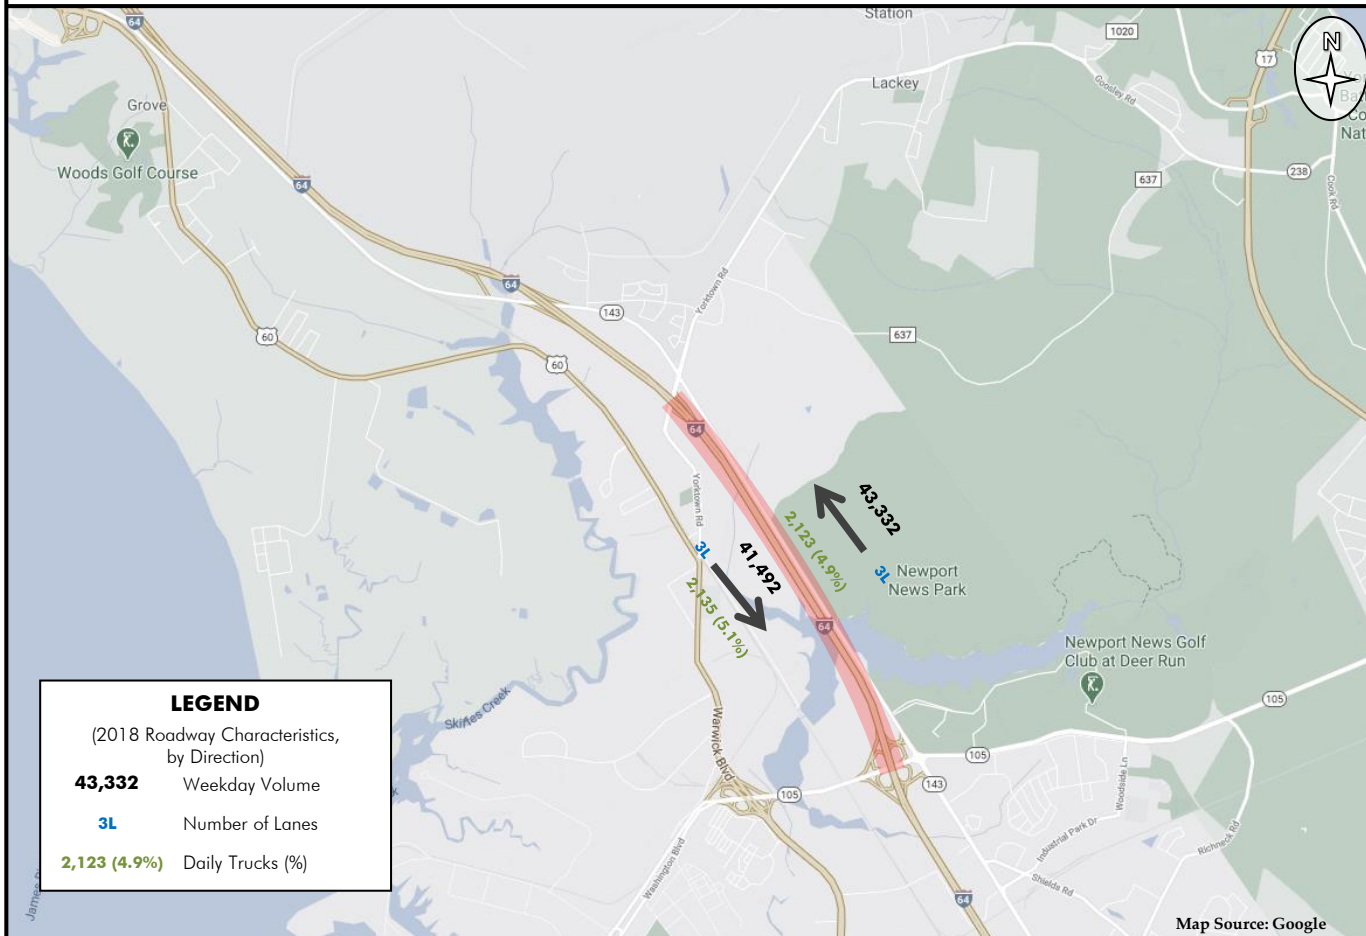 64
Station
1020
17
N
Lackey
Goosley Rd
Grove
Woods Golf Course
64
637
238
Cook Rd
Nat
Yorktown Rd
64
143
637
60
60
64
Yorktown Rd
43,332
2,123 (4.9%)
3L
3L
41,492
2,135 (5.1%)
Newport
News Park
64
Newport News Golf
Club at Deer Run
105
Skiffes Creek
Warwick Blvd
105
143
105
Woodside Ln
Industrial Park Dr
Richneck Rd
Washington Blvd
Shields Rd
64
James
LEGEND
(2018 Roadway Characteristics,
by Direction)
43,332 Weekday Volume
3L Number of Lanes
2,123 (4.9%) Daily Trucks (%)
Map Source: Google